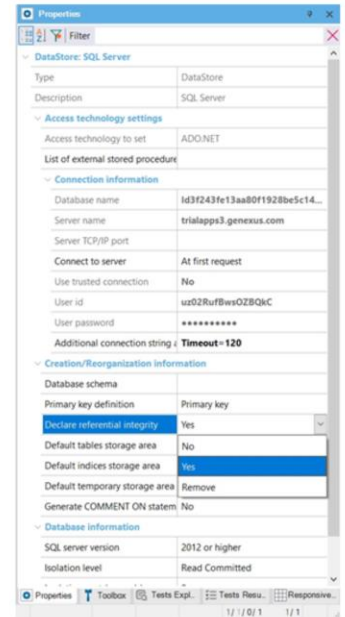 Properties
Filter
DataStore: SQL Server
Type DataStore
Description SQL Server
Access technology settings
Access technology to set ADO.NET
List of external stored procedure
Connection information
Database name Id3f243fe13aa80f1928be5c14...
Server name trialapps3.genexus.com
Server TCP/IP port
Connect to server At first request
Use trusted connection No
User id uz02RufBwsOZBQkC
User password **********
Additional connection string a Timeout=120
Creation/Reorganization information
Database schema
Primary key definition Primary key
Declare referential integrity Yes
Default tables storage area No
Default indices storage area Yes
Default temporary storage area Remove
Generate COMMENT ON statem No
Database information
SQL server version 2012 or higher
Isolation level Read Committed
Properties Toolbox Tests Expl.. Tests Resu.. Responsive..
1/ 1/0/ 1 1/ 1